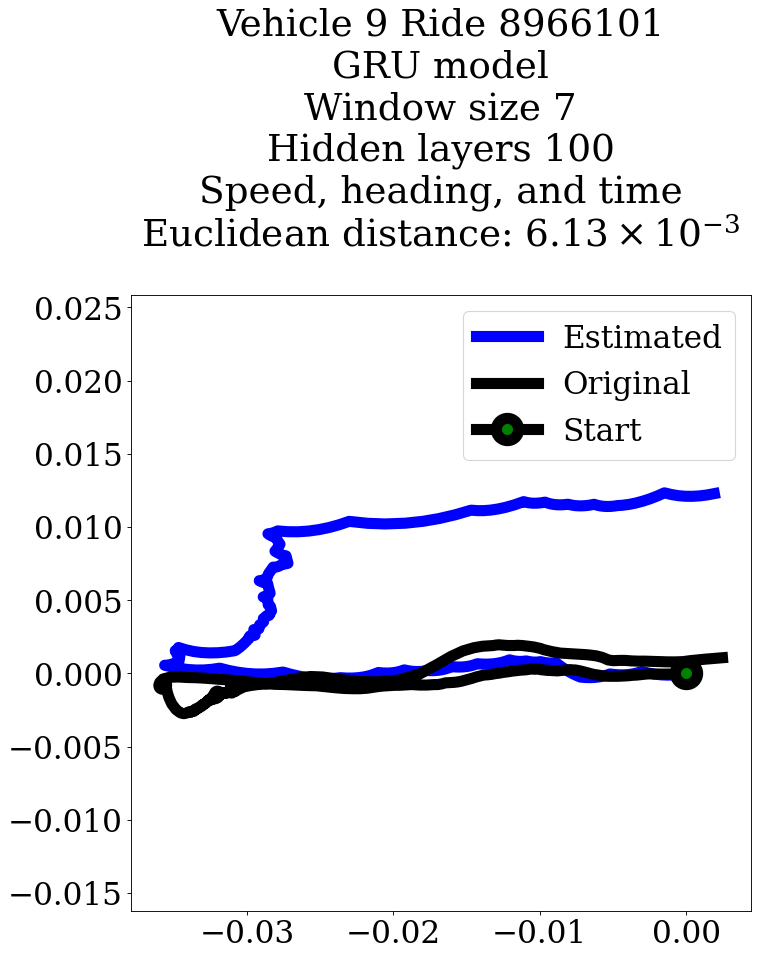 Vehicle 9 Ride 8966101
GRU model
Window size 7
Hidden layers 100
Speed, heading, and time
Euclidean distance: 6.13 × 10⁻³
0.025
0.020
0.015
0.010
0.005
0.000
−0.005
−0.010
−0.015
Estimated
Original
Start
−0.03 −0.02 −0.01 0.00